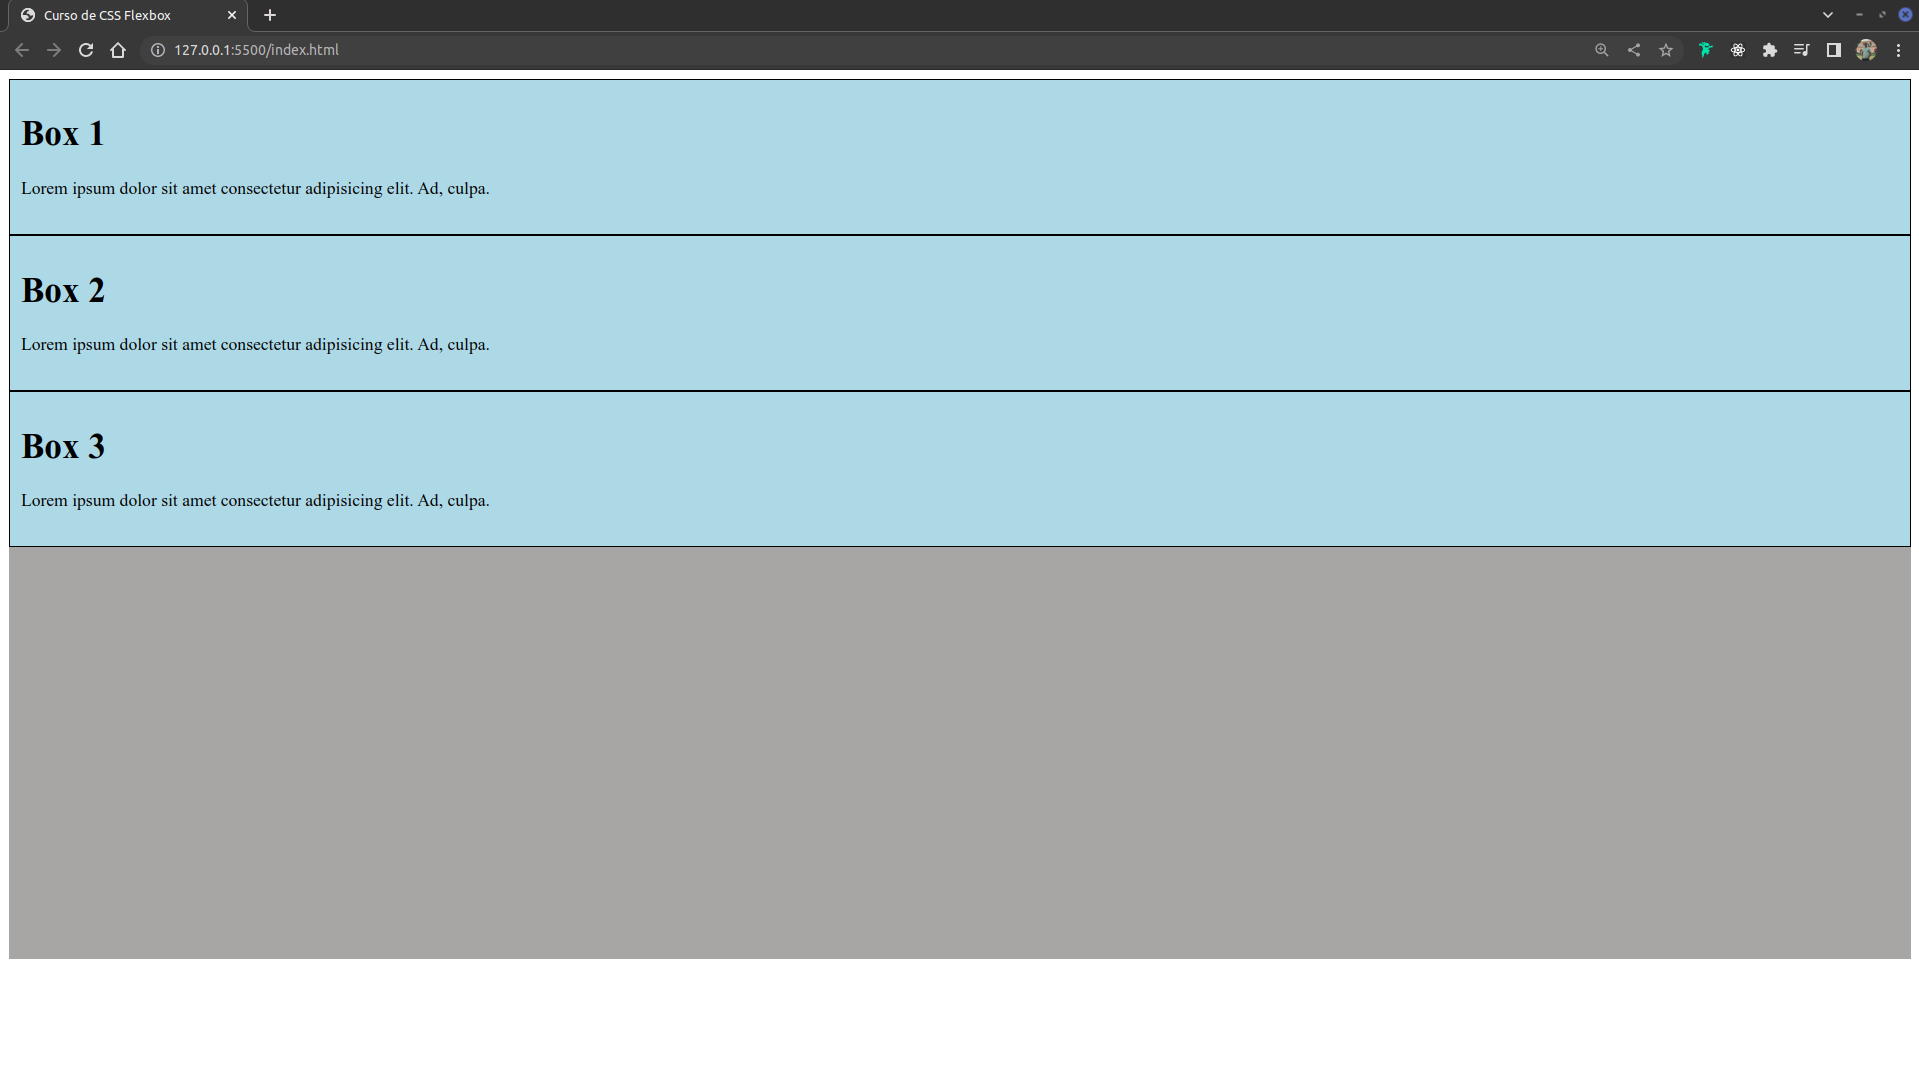 Curso de CSS Flexbox
127.0.0.1:5500/index.html
Box 1
Lorem ipsum dolor sit amet consectetur adipisicing elit. Ad, culpa.
Box 2
Lorem ipsum dolor sit amet consectetur adipisicing elit. Ad, culpa.
Box 3
Lorem ipsum dolor sit amet consectetur adipisicing elit. Ad, culpa.